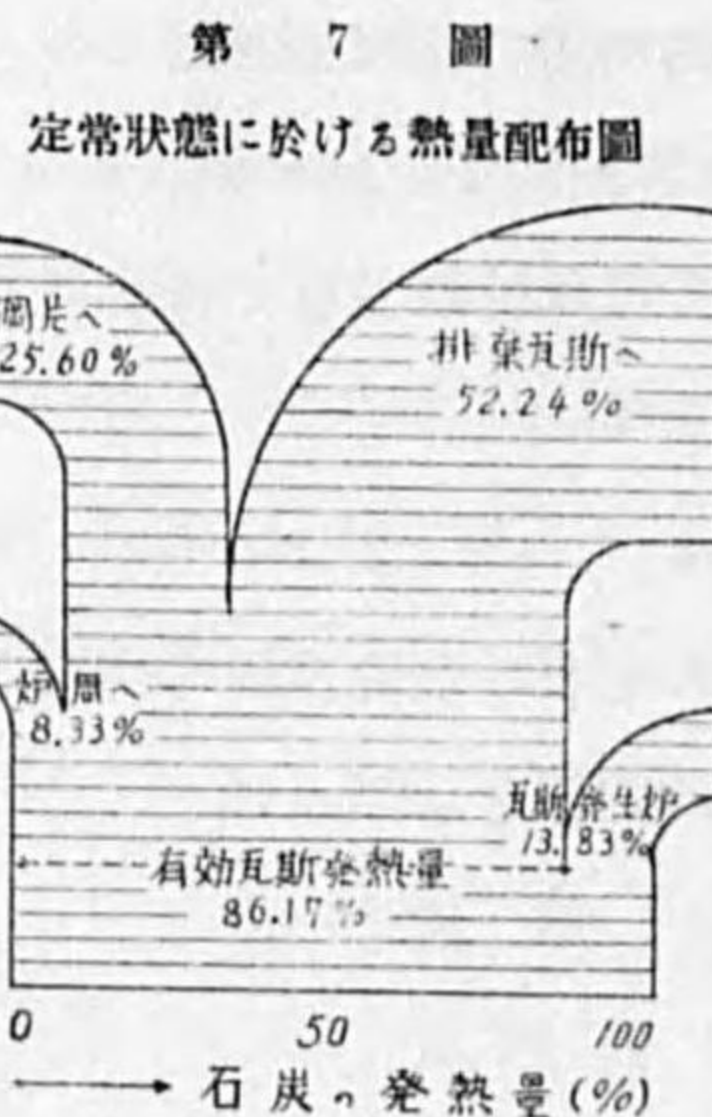 第 7 圖
定常狀態に於ける熱量配布圖
鋼片へ
25.60%
排棄瓦斯へ
52.24%
炉周へ
8.33%
瓦斯発生炉
13.83%
有効瓦斯発熱量
86.17%
0 50 100
石炭の発熱量(%)